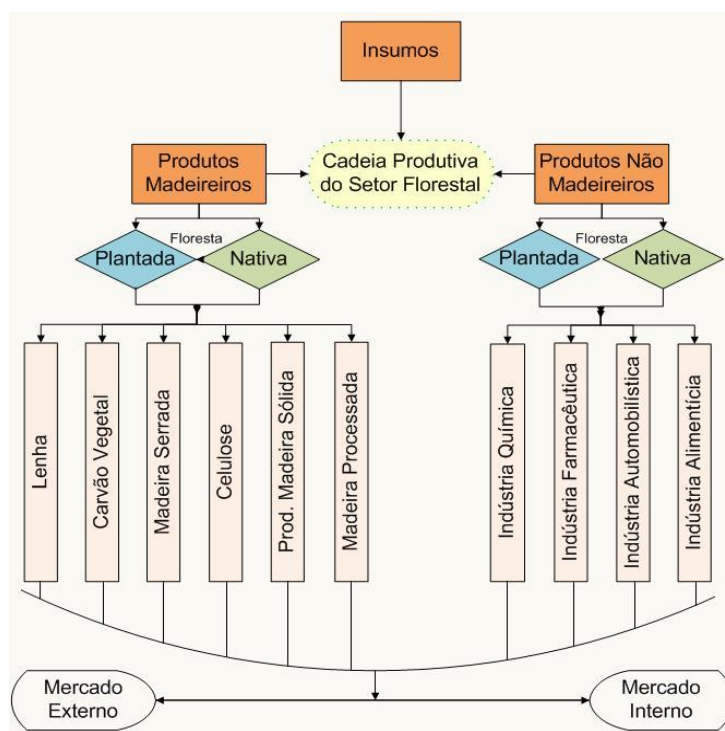 Insumos
Produtos
Madeireiros
Cadeia Produtiva
do Setor Florestal
Produtos Não
Madeireiros
Floresta
Plantada
Nativa
Floresta
Plantada
Nativa
Lenha
Carvão Vegetal
Madeira Serrada
Celulose
Prod. Madeira Sólida
Madeira Processada
Indústria Química
Indústria Farmacêutica
Indústria Automobilística
Indústria Alimentícia
Mercado
Externo
Mercado
Interno